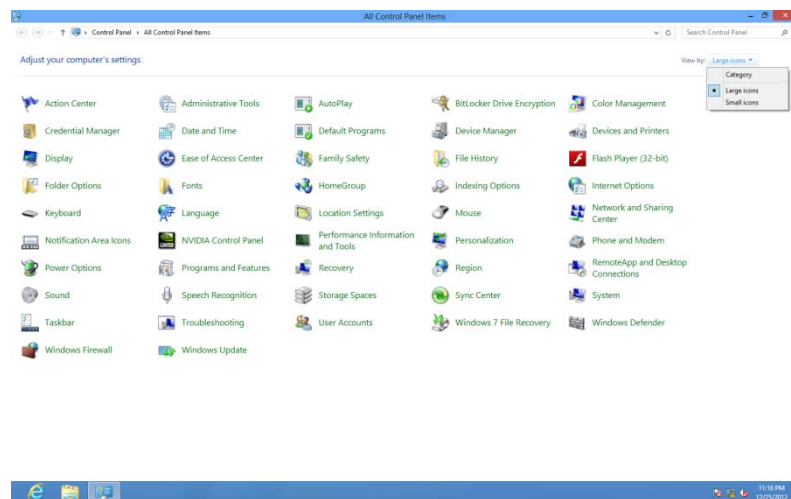 All Control Panel Items
Control Panel
All Control Panel Items
Search Control Panel
Adjust your computer's settings
View by: Large icons
Category
Large icons
Small icons
Action Center
Administrative Tools
AutoPlay
BitLocker Drive Encryption
Color Management
Credential Manager
Date and Time
Default Programs
Device Manager
Devices and Printers
Display
Ease of Access Center
Family Safety
File History
Flash Player (32-bit)
Folder Options
Fonts
HomeGroup
Indexing Options
Internet Options
Keyboard
Language
Location Settings
Mouse
Network and Sharing
Center
Notification Area Icons
NVIDIA Control Panel
Performance Information
and Tools
Personalization
Phone and Modem
Power Options
Programs and Features
Recovery
Region
RemoteApp and Desktop
Connections
Sound
Speech Recognition
Storage Spaces
Sync Center
System
Taskbar
Troubleshooting
User Accounts
Windows 7 File Recovery
Windows Defender
Windows Firewall
Windows Update
11:16 PM
12/25/2012